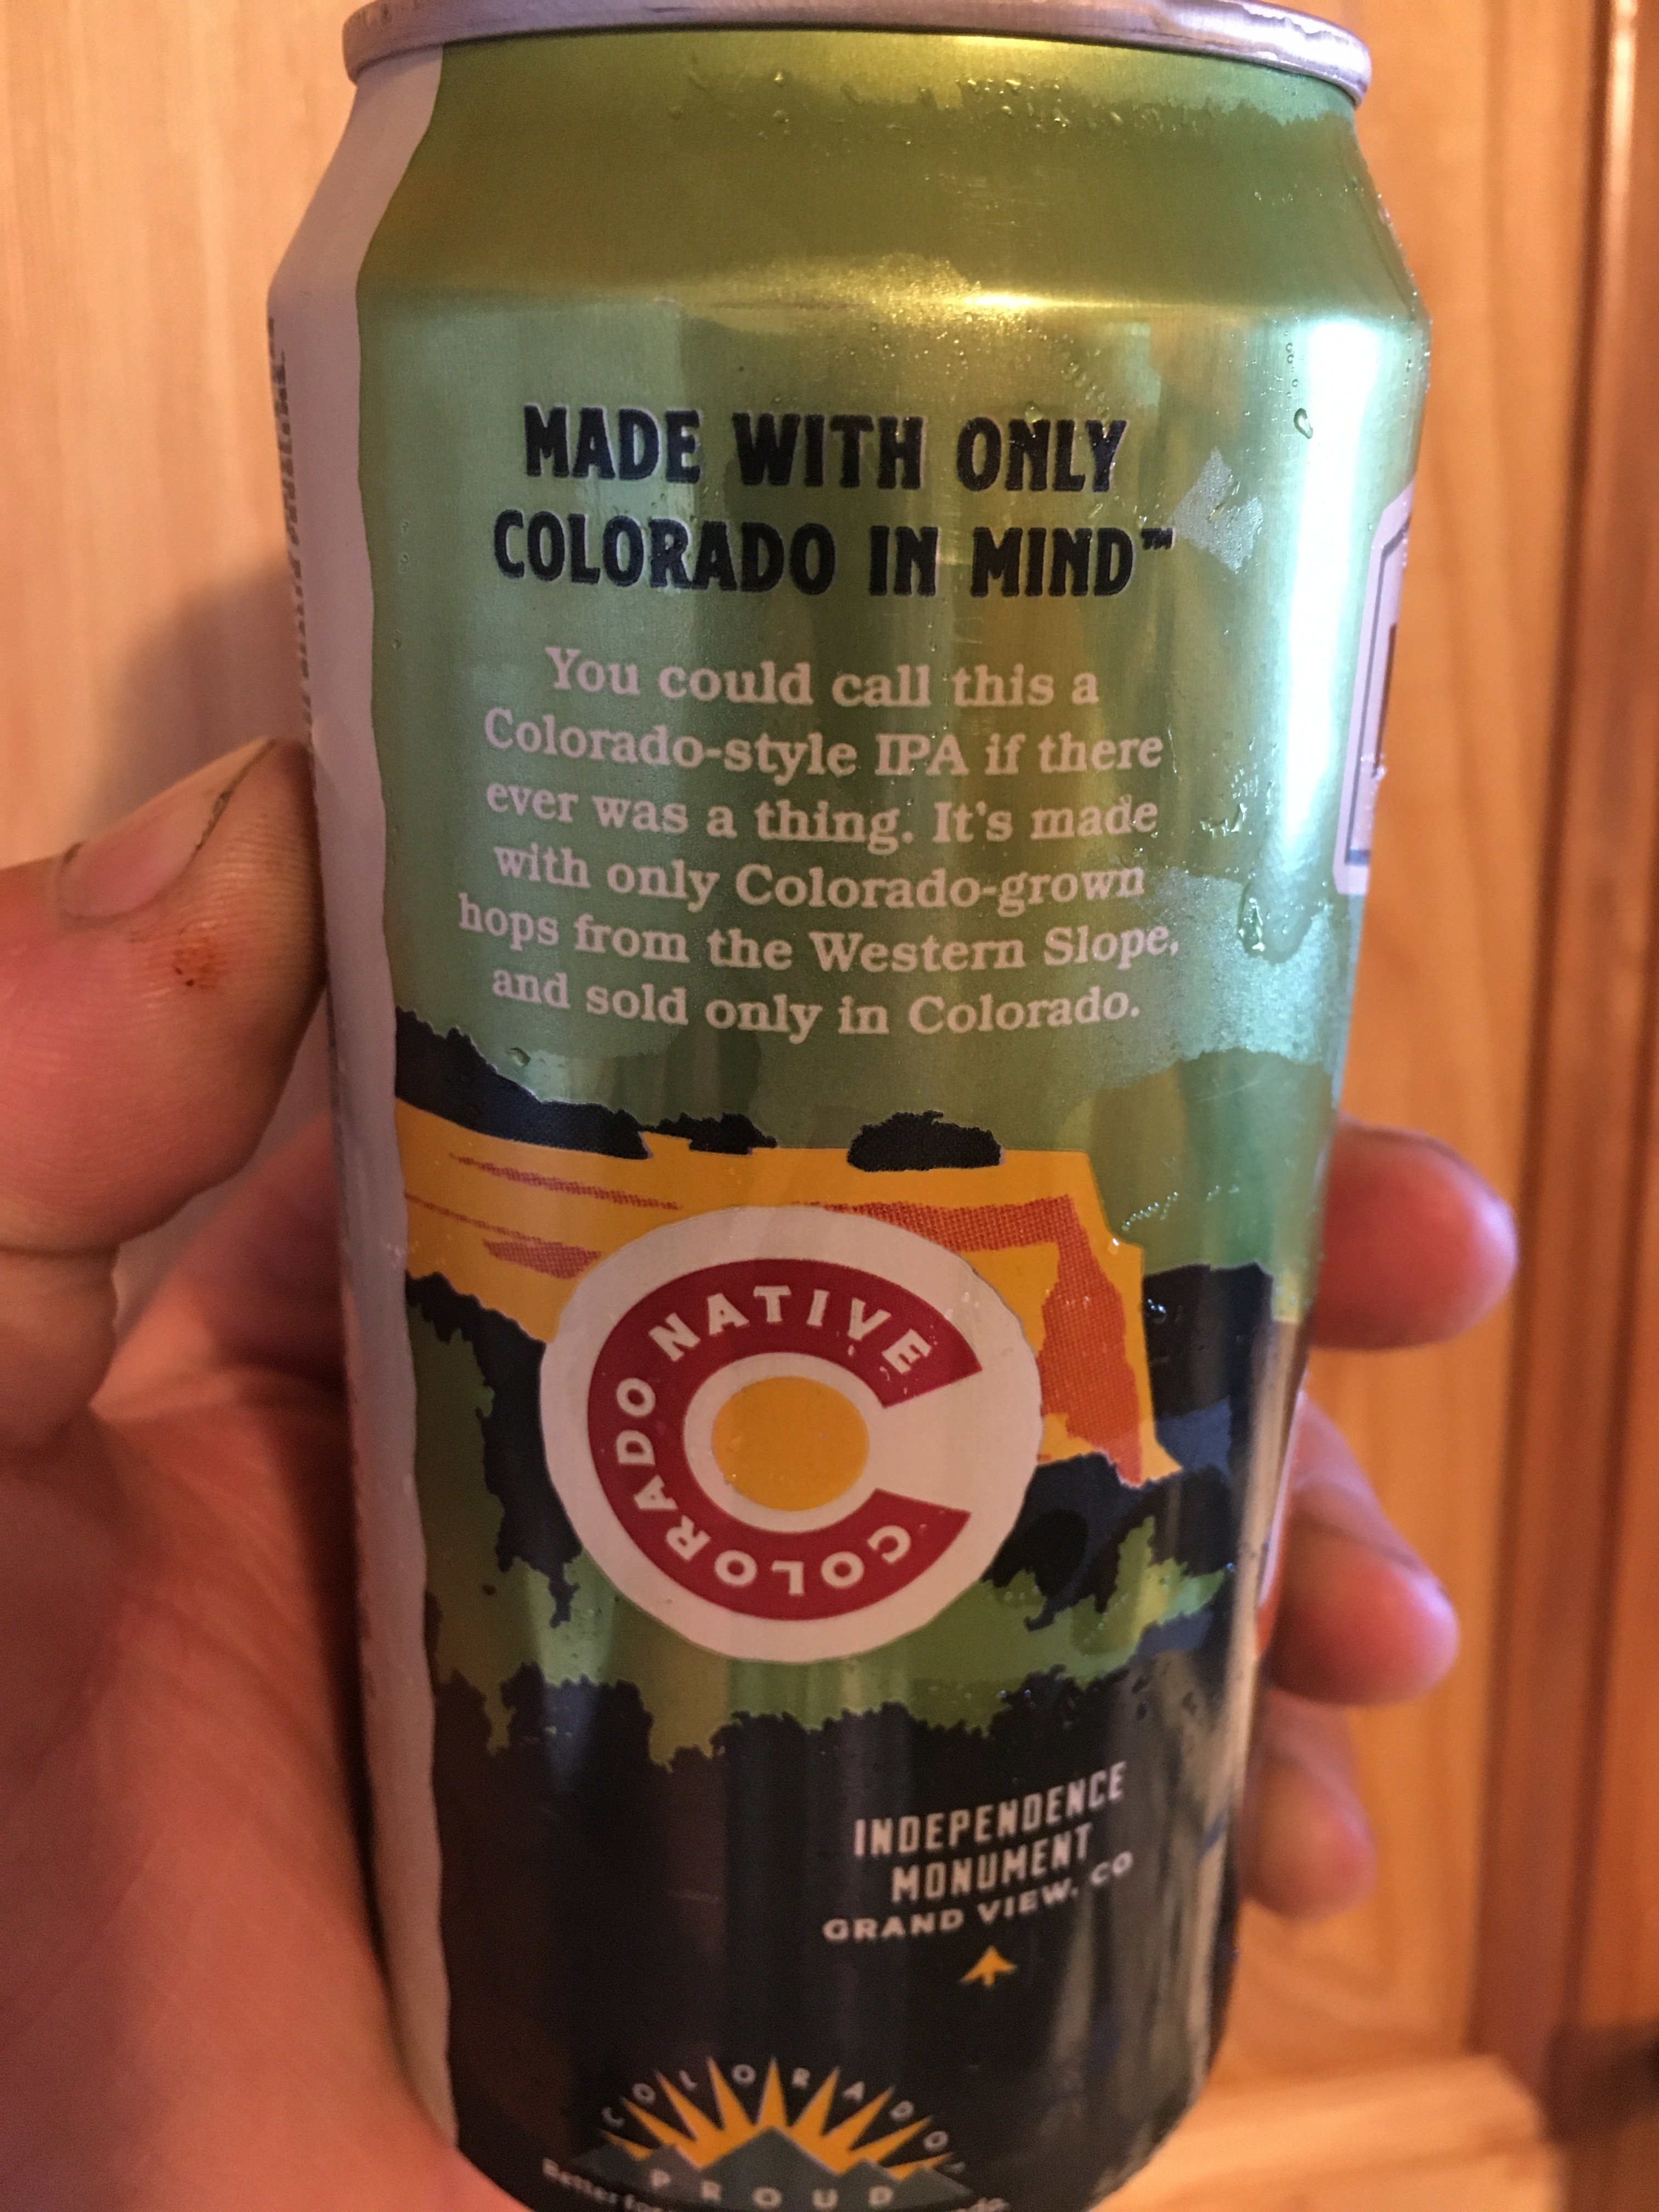 MADE WITH ONLY
COLORADO IN MIND™
You could call this a
Colorado-style IPA if there
ever was a thing. It's made
with only Colorado-grown
hops from the Western Slope,
and sold only in Colorado.
COLORADO NATIVE
INDEPENDENCE
MONUMENT
GRAND VIEW, CO
COLORADO
PROUD
Better for